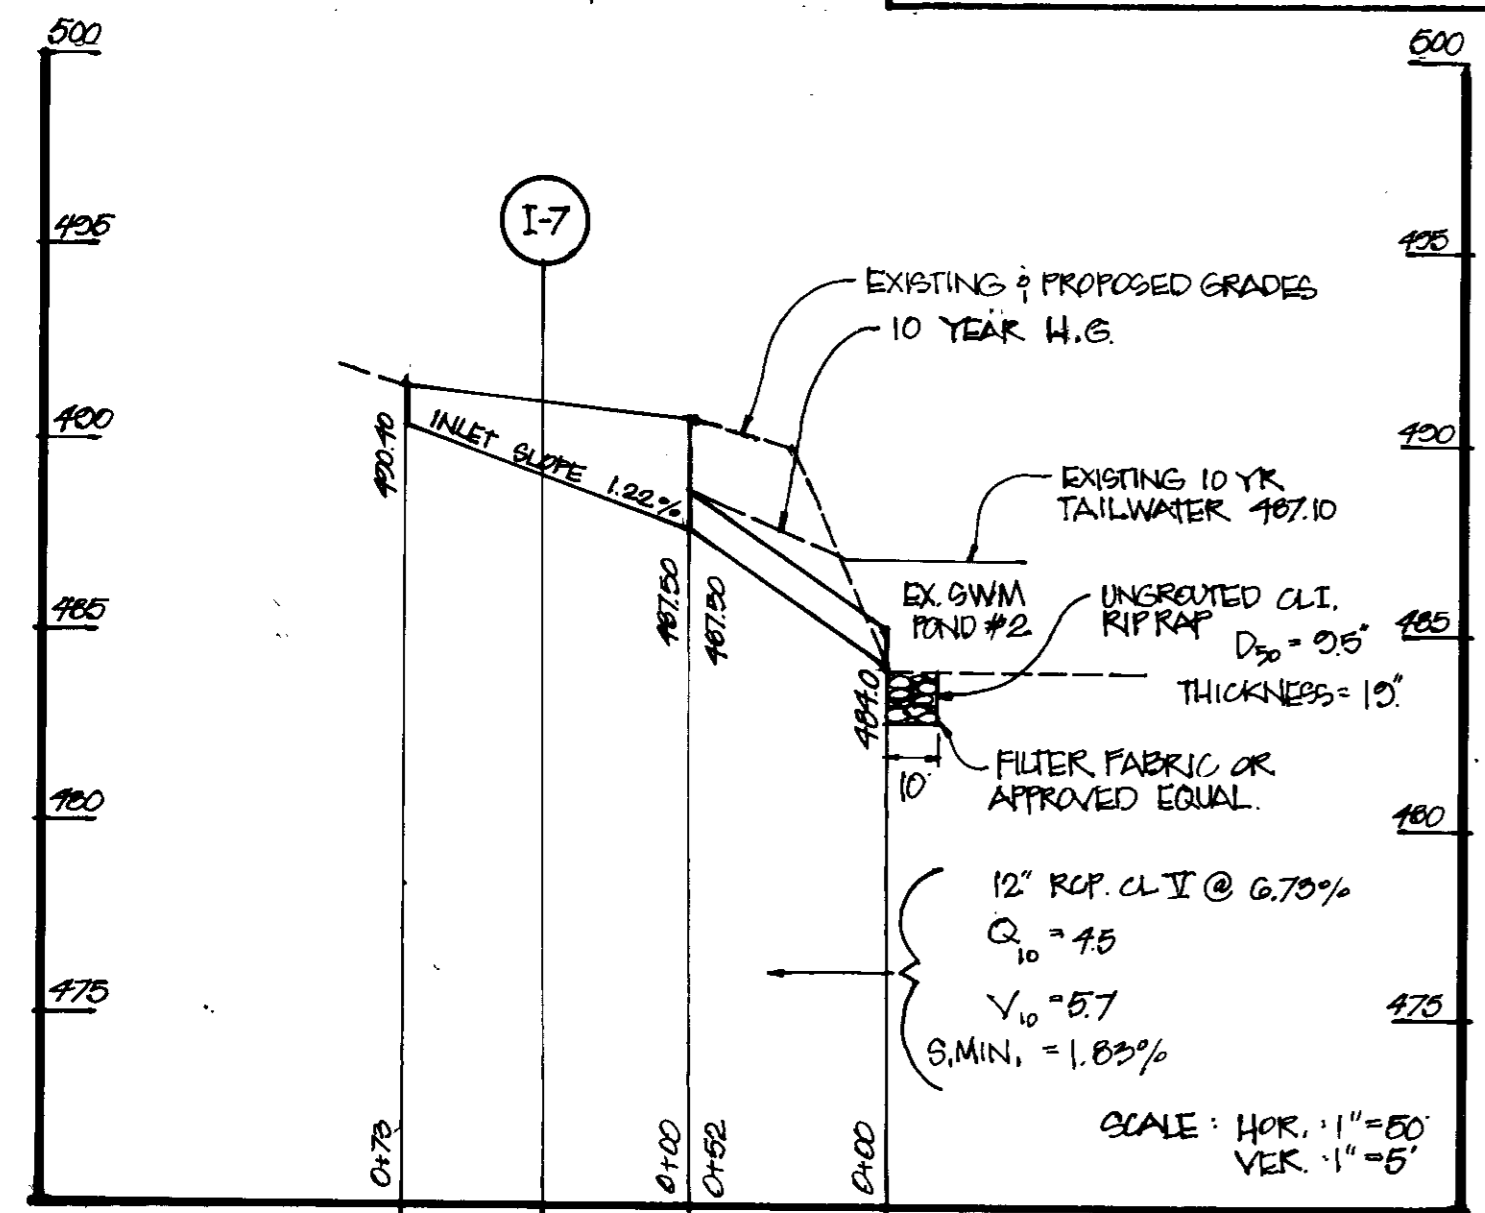 500
500
495
495
I-7
EXISTING & PROPOSED GRADES
10 YEAR H.G.
490
490
490.40
INLET SLOPE 1.22%
EXISTING 10 YR
TAILWATER 487.10
487.50
487.50
485
485
EX. SWM
POND #2
UNGROUTED CL I.
RIPRAP
D50 = 9.5"
THICKNESS = 19"
484.0
10'
FILTER FABRIC OR
APPROVED EQUAL.
480
480
12" RCP. CL V @ 6.73%
Q10 = 4.5
V10 = 5.7
S.MIN. = 1.83%
475
475
0+73
0+00
0+52
0+00
SCALE : HOR. : 1" = 50'
VER. : 1" = 5'